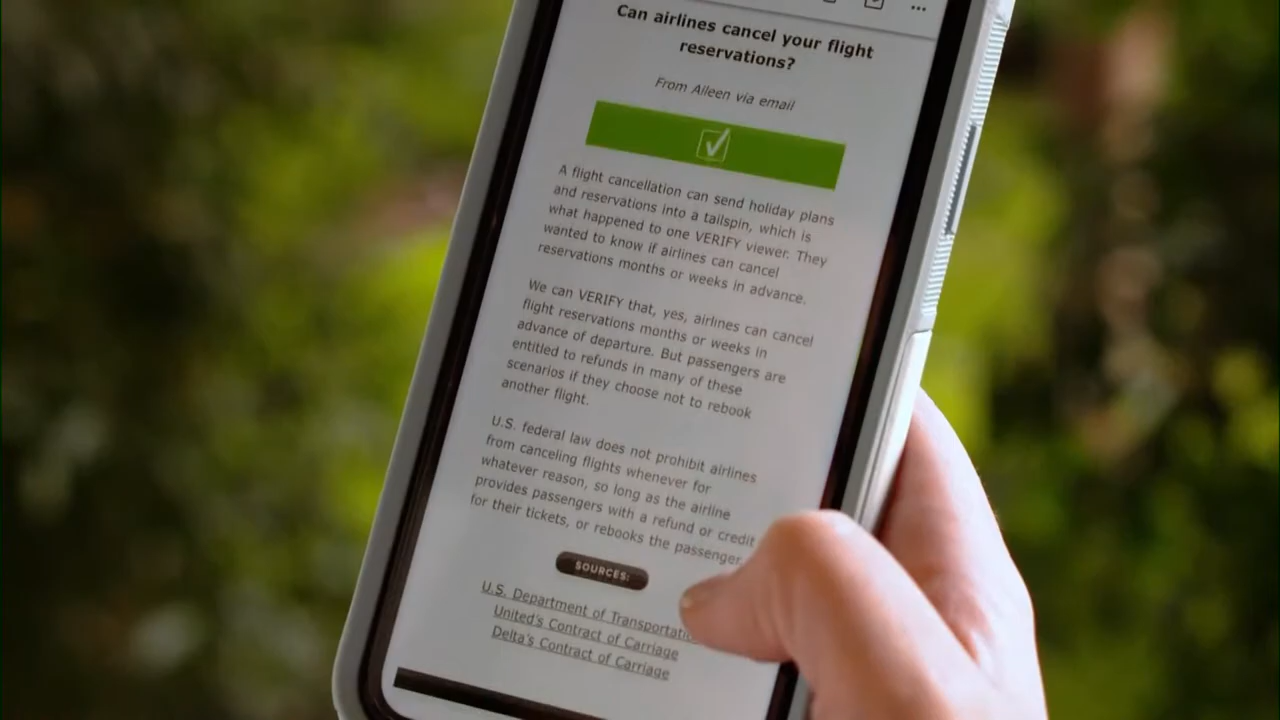 Can airlines cancel your flight
reservations?
From Aileen via email
A flight cancellation can send holiday plans
and reservations into a tailspin, which is
what happened to one VERIFY viewer. They
wanted to know if airlines can cancel
reservations months or weeks in advance.
We can VERIFY that, yes, airlines can cancel
flight reservations months or weeks in
advance of departure. But passengers are
entitled to refunds in many of these
scenarios if they choose not to rebook
another flight.
U.S. federal law does not prohibit airlines
from canceling flights whenever for
whatever reason, so long as the airline
provides passengers with a refund or credit
for their tickets, or rebooks the passenger.
SOURCES:
U.S. Department of Transportatio
United's Contract of Carriage
Delta's Contract of Carriage